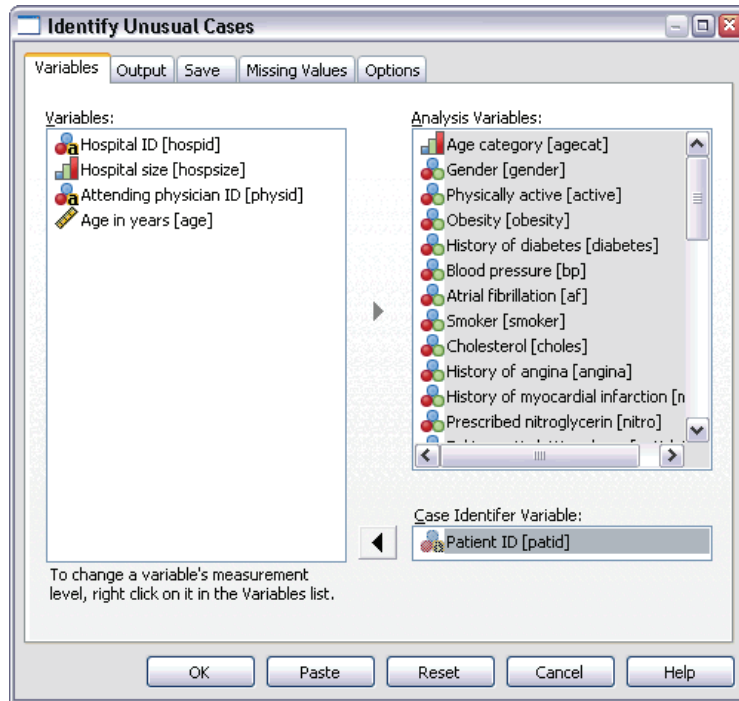 Identify Unusual Cases
Variables Output Save Missing Values Options
Variables:
Hospital ID [hospid]
Hospital size [hospsize]
Attending physician ID [physid]
Age in years [age]
To change a variable's measurement
level, right click on it in the Variables list.
Analysis Variables:
Age category [agecat]
Gender [gender]
Physically active [active]
Obesity [obesity]
History of diabetes [diabetes]
Blood pressure [bp]
Atrial fibrillation [af]
Smoker [smoker]
Cholesterol [choles]
History of angina [angina]
History of myocardial infarction [
Prescribed nitroglycerin [nitro]
Case Identifer Variable:
Patient ID [patid]
OK Paste Reset Cancel Help